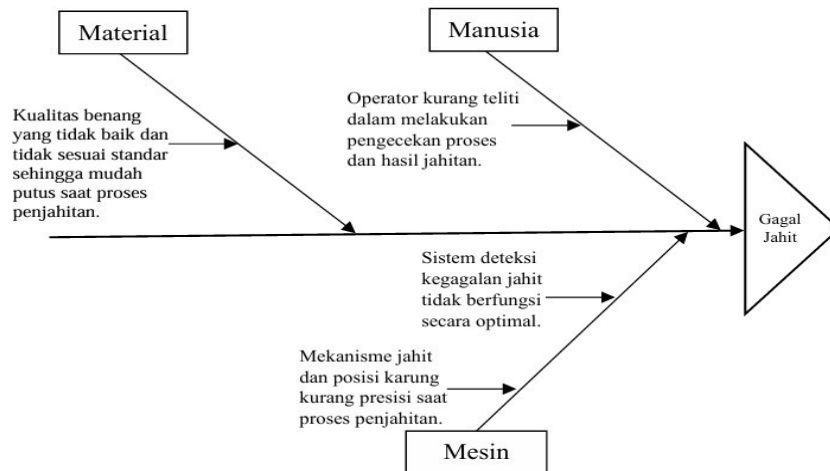 Material
Manusia
Kualitas benang
yang tidak baik dan
tidak sesuai standar
sehingga mudah
putus saat proses
penjahitan.
Operator kurang teliti
dalam melakukan
pengecekan proses
dan hasil jahitan.
Gagal
Jahit
Sistem deteksi
kegagalan jahit
tidak berfungsi
secara optimal.
Mekanisme jahit
dan posisi karung
kurang presisi saat
proses penjahitan.
Mesin